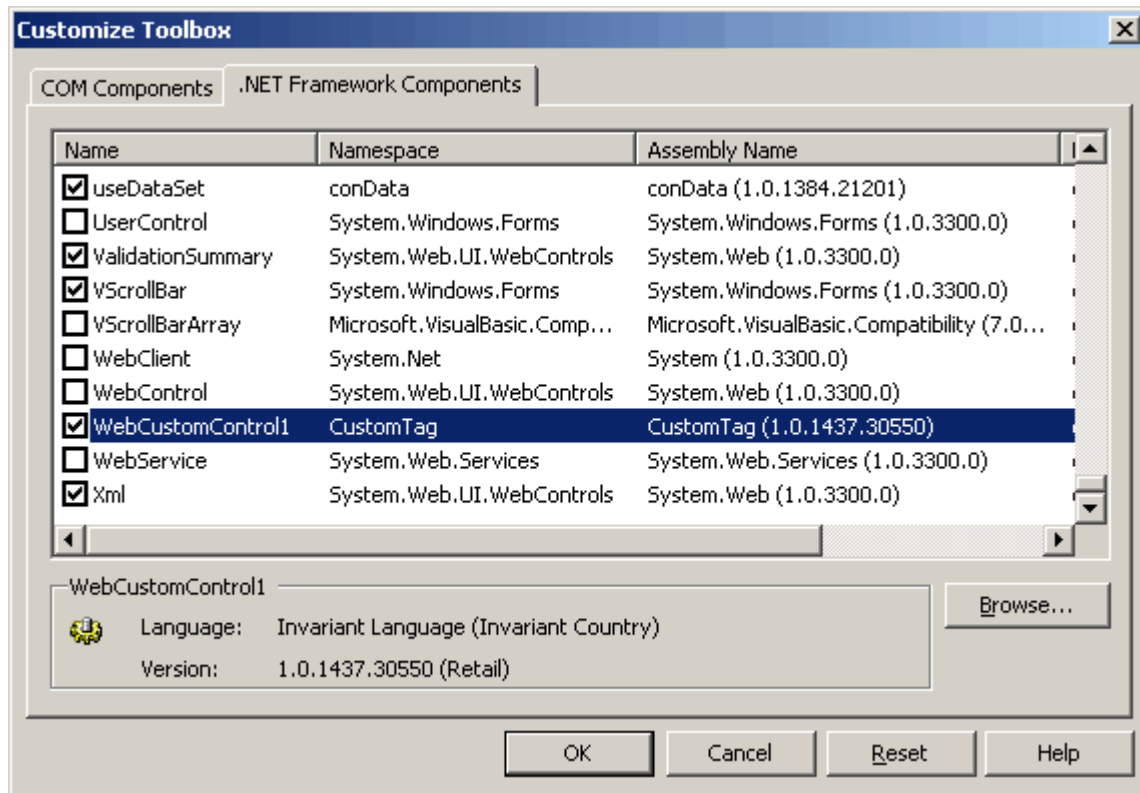 Customize Toolbox
COM Components .NET Framework Components
Name Namespace Assembly Name
useDataSet conData conData (1.0.1384.21201)
UserControl System.Windows.Forms System.Windows.Forms (1.0.3300.0)
ValidationSummary System.Web.UI.WebControls System.Web (1.0.3300.0)
VScrollBar System.Windows.Forms System.Windows.Forms (1.0.3300.0)
VScrollBarArray Microsoft.VisualBasic.Comp... Microsoft.VisualBasic.Compatibility (7.0...
WebClient System.Net System (1.0.3300.0)
WebControl System.Web.UI.WebControls System.Web (1.0.3300.0)
WebCustomControl1 CustomTag CustomTag (1.0.1437.30550)
WebService System.Web.Services System.Web.Services (1.0.3300.0)
Xml System.Web.UI.WebControls System.Web (1.0.3300.0)
WebCustomControl1
Browse...
Language: Invariant Language (Invariant Country)
Version: 1.0.1437.30550 (Retail)
OK Cancel Reset Help